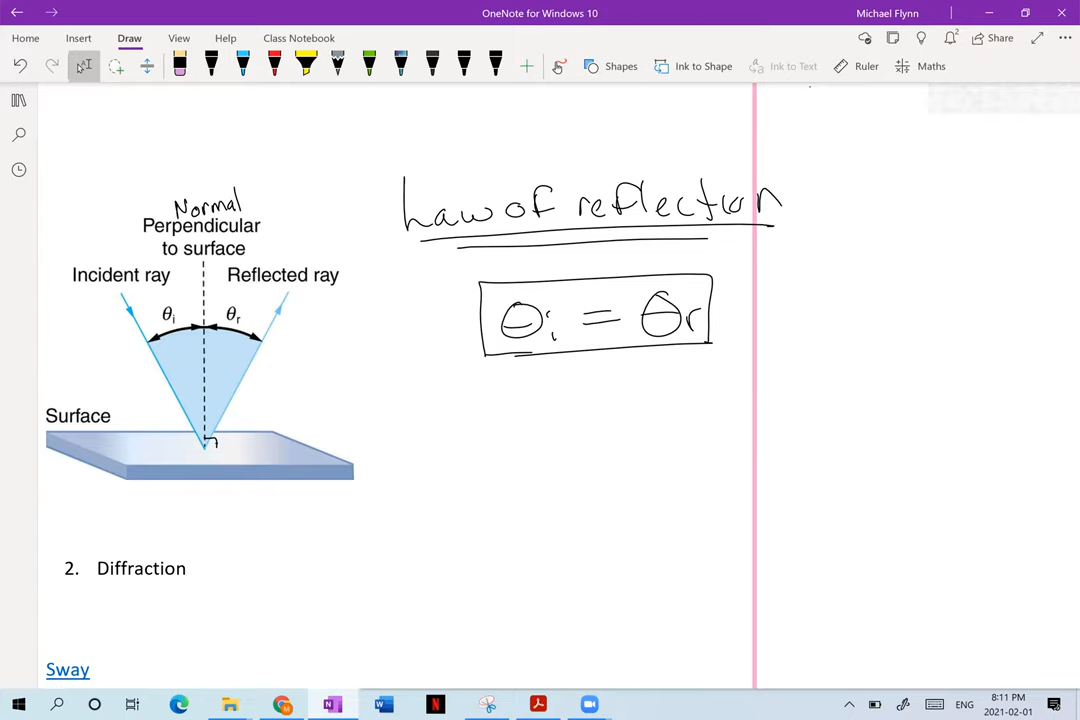 OneNote for Windows 10
Michael Flynn
Home
Insert
Draw
View
Help
Class Notebook
Share
Shapes
Ink to Shape
Ink to Text
Ruler
Maths
Normal
Perpendicular
to surface
Incident ray
Reflected ray
θi
θr
Surface
Law of reflection
θi = θr
2. Diffraction
Sway
ENG
8:11 PM
2021-02-01